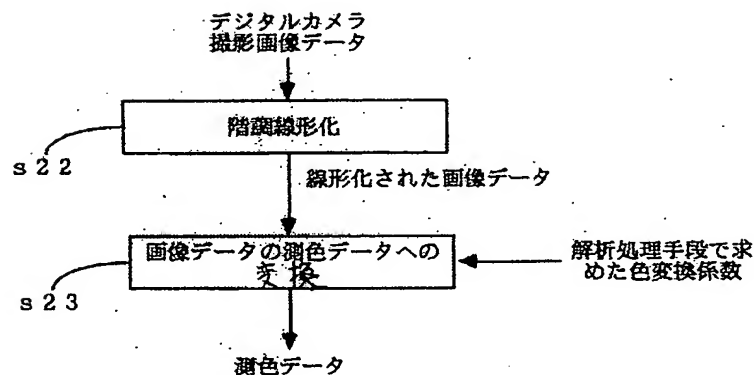 デジタルカメラ
撮影画像データ
階調線形化
s22
線形化された画像データ
画像データの測色データへの
変換
解析処理手段で求
めた色変換係数
s23
測色データ